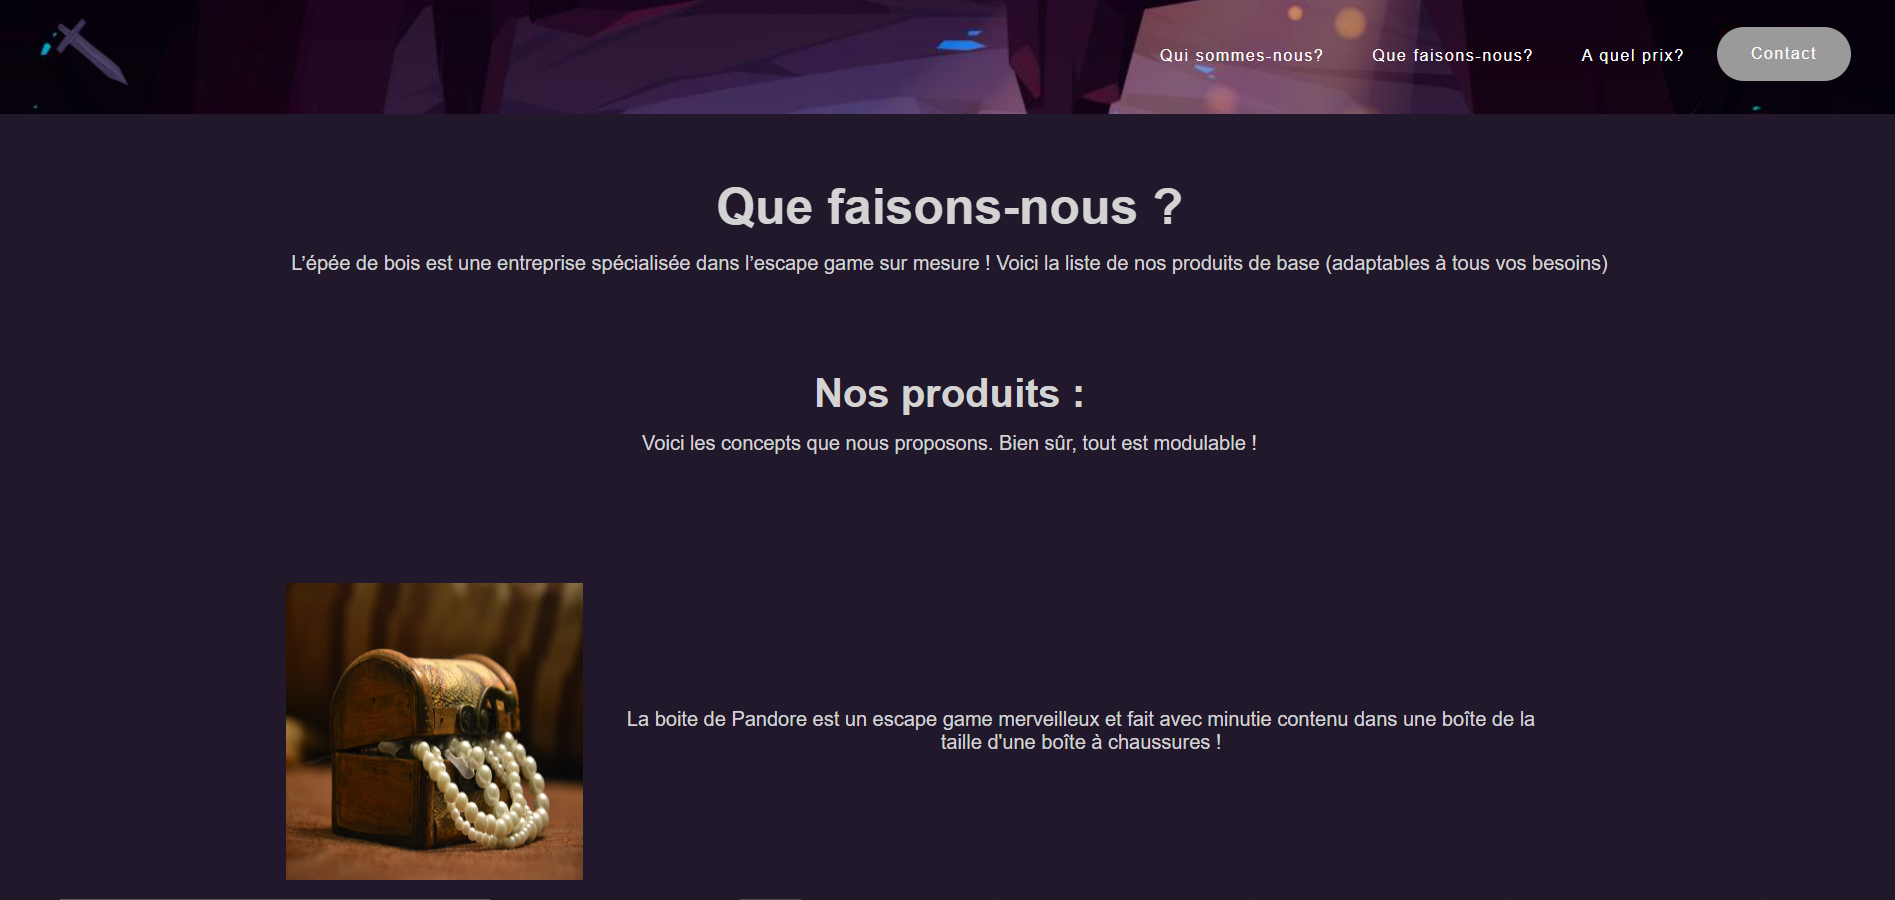 Qui sommes-nous?
Que faisons-nous?
A quel prix?
Contact
Que faisons-nous ?
L’épée de bois est une entreprise spécialisée dans l’escape game sur mesure ! Voici la liste de nos produits de base (adaptables à tous vos besoins)
Nos produits :
Voici les concepts que nous proposons. Bien sûr, tout est modulable !
La boite de Pandore est un escape game merveilleux et fait avec minutie contenu dans une boîte de la
taille d'une boîte à chaussures !